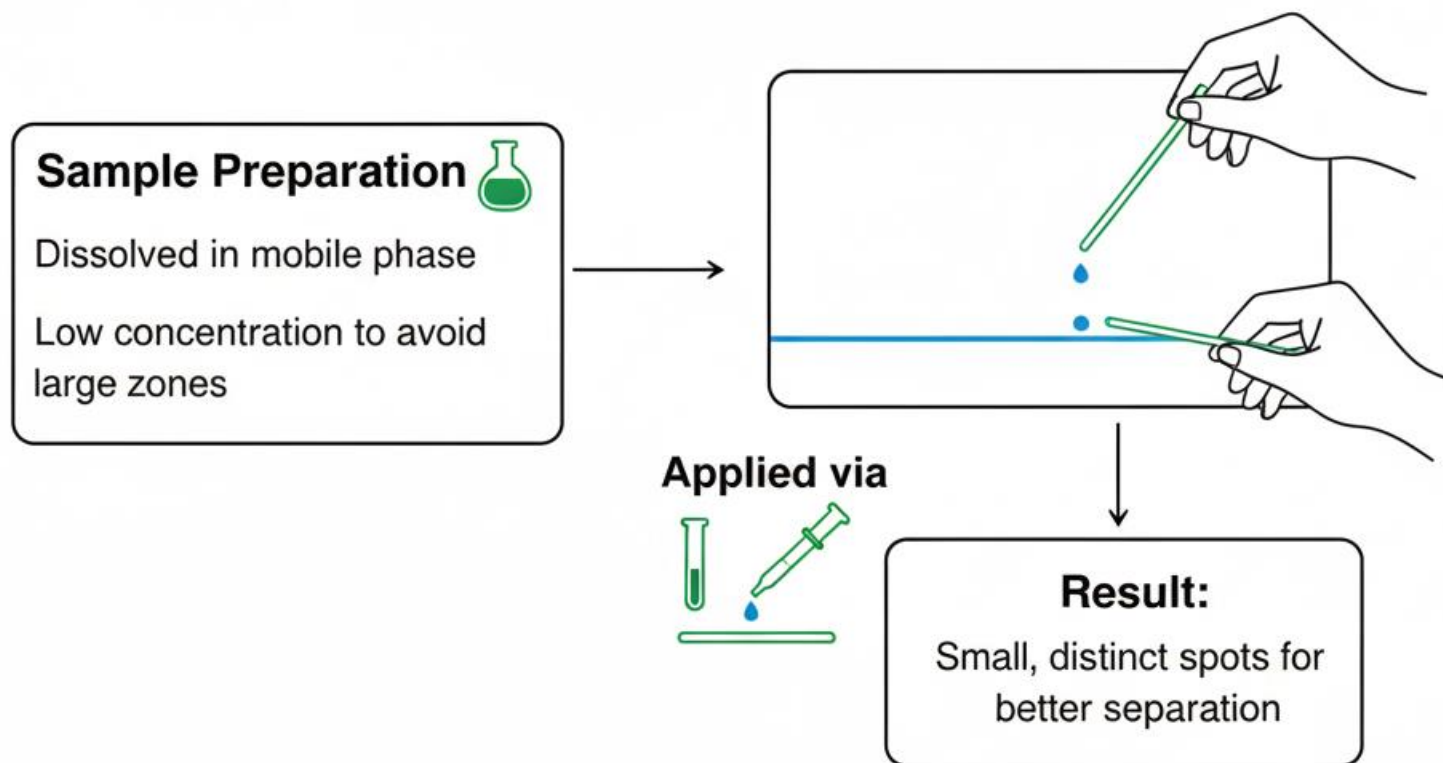 Sample Preparation
Dissolved in mobile phase
Low concentration to avoid
large zones
Applied via
Result:
Small, distinct spots for
better separation